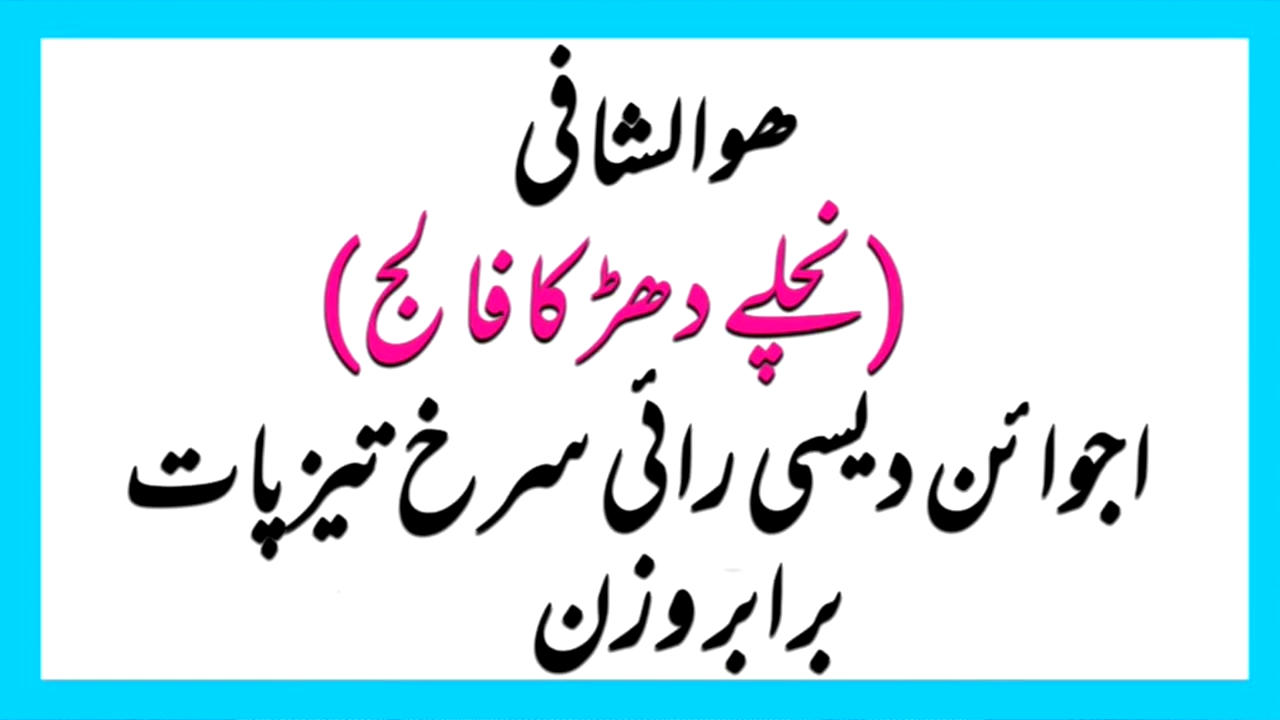 ھوالشافی
(نچلے دھڑ کا فالج)
اجوائن دیسی رائی سرخ تیزپات
برابر وزن